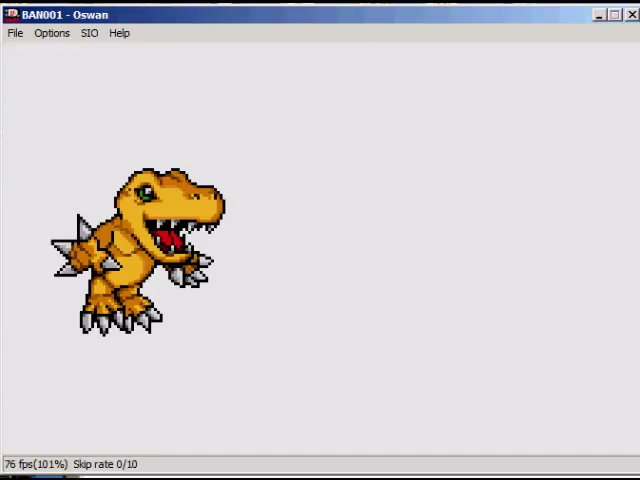 BAN001 - Oswan
File Options SIO Help
76 fps(101%) Skip rate 0/10